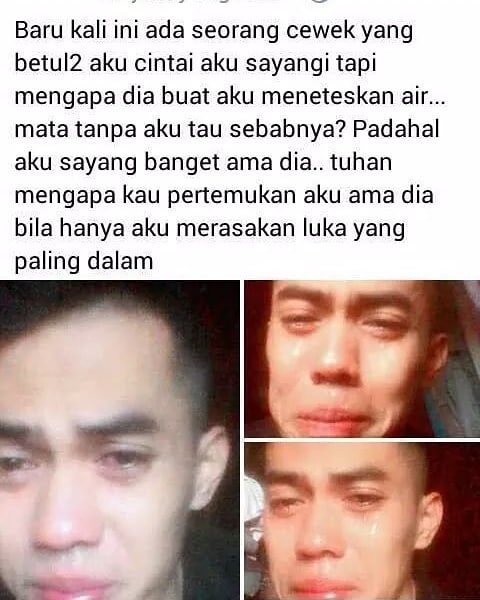 Baru kali ini ada seorang cewek yang
betul2 aku cintai aku sayangi tapi
mengapa dia buat aku meneteskan air...
mata tanpa aku tau sebabnya? Padahal
aku sayang banget ama dia.. tuhan
mengapa kau pertemukan aku ama dia
bila hanya aku merasakan luka yang
paling dalam